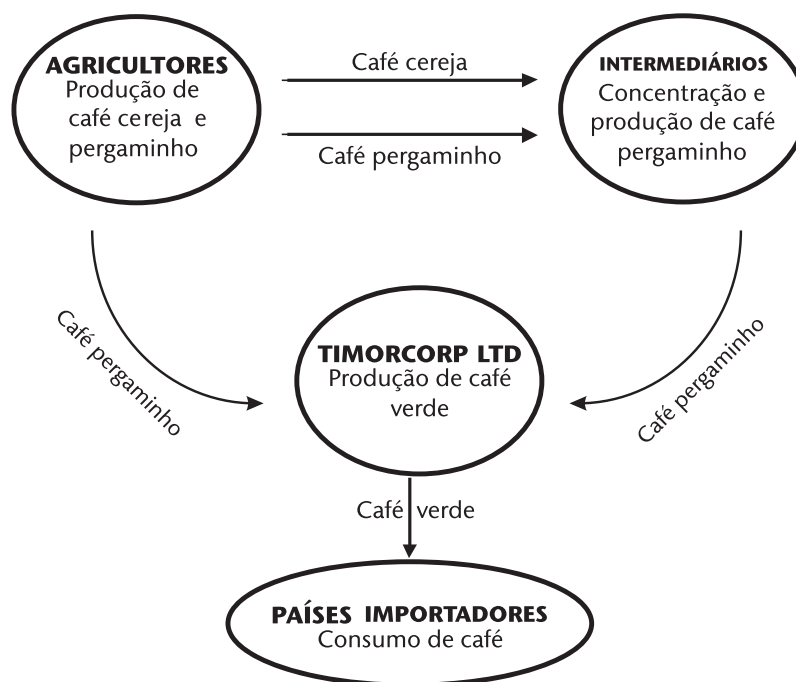 AGRICULTORES
Produção de
café cereja e
pergaminho
Café cereja
Café pergaminho
INTERMEDIÁRIOS
Concentração e
produção de café
pergaminho
Café pergaminho
TIMORCORP LTD
Produção de café
verde
Café pergaminho
Café verde
PAÍSES IMPORTADORES
Consumo de café